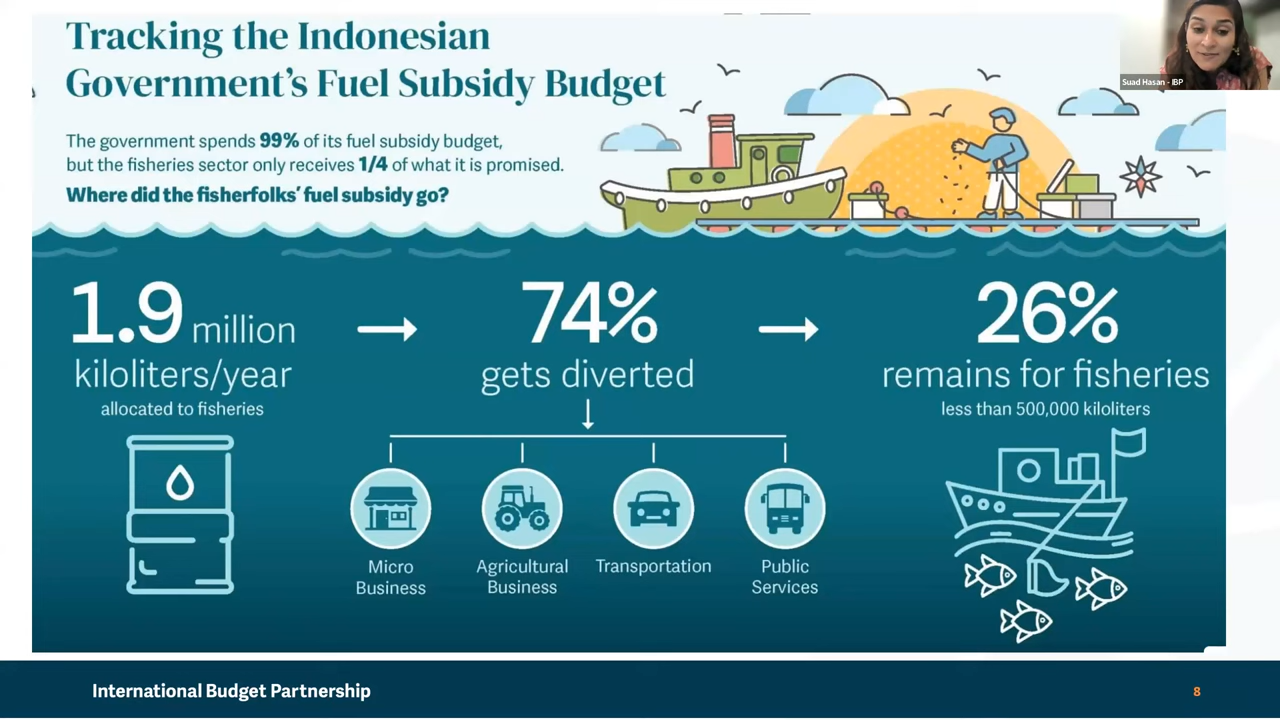 Tracking the Indonesian
Government's Fuel Subsidy Budget
The government spends 99% of its fuel subsidy budget,
but the fisheries sector only receives 1/4 of what it is promised.
Where did the fisherfolks' fuel subsidy go?
Suad Hasan - IBP
1.9 million
kiloliters/year
allocated to fisheries
74%
gets diverted
26%
remains for fisheries
less than 500,000 kiloliters
Micro
Business
Agricultural
Business
Transportation
Public
Services
International Budget Partnership
8